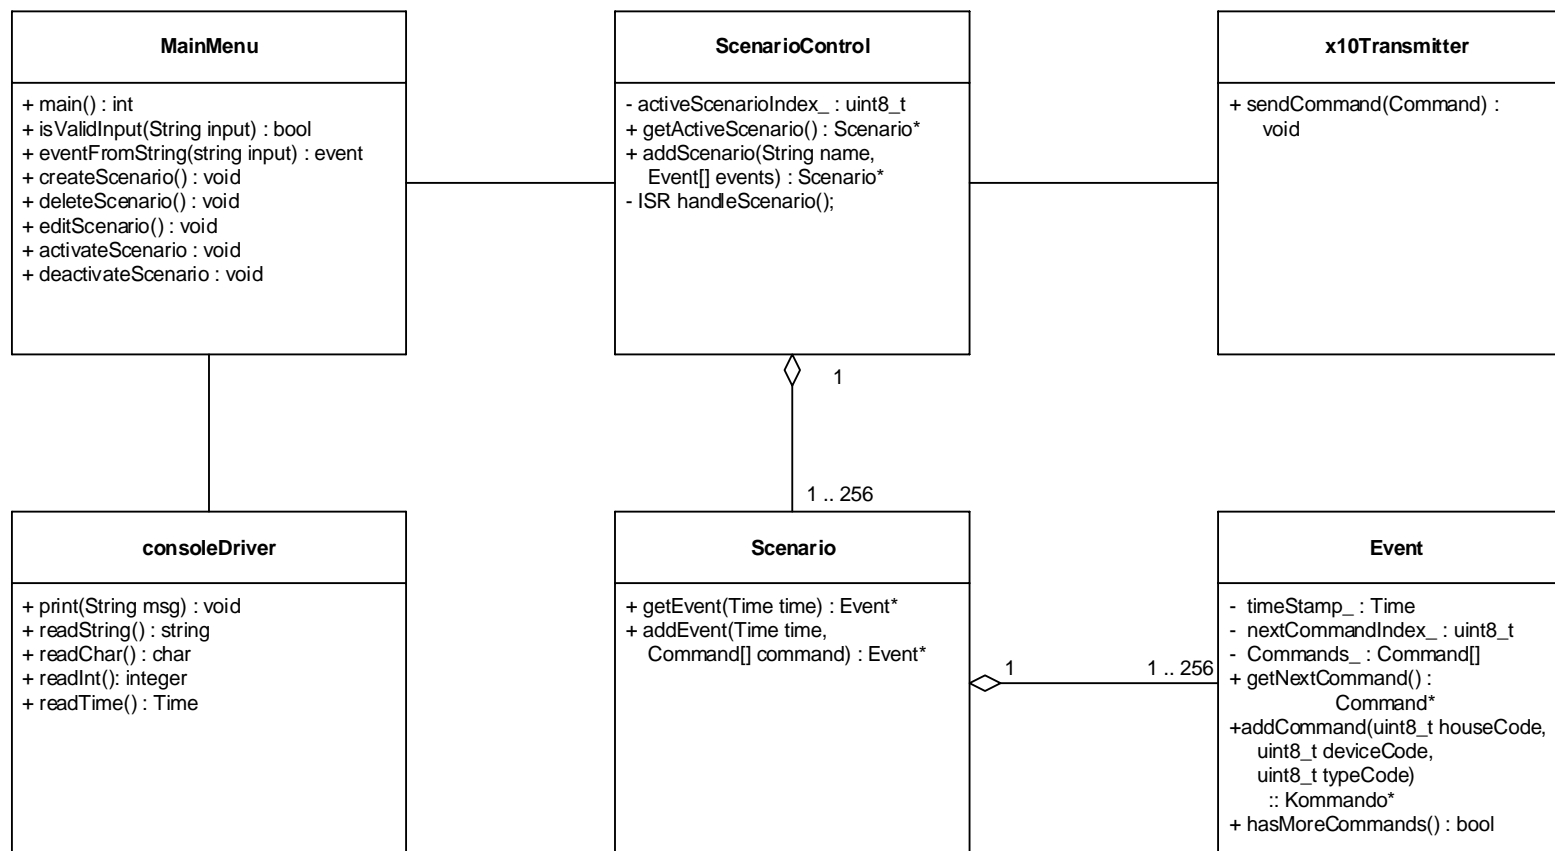 MainMenu
+ main() : int
+ isValidInput(String input) : bool
+ eventFromString(string input) : event
+ createScenario() : void
+ deleteScenario() : void
+ editScenario() : void
+ activateScenario : void
+ deactivateScenario : void
ScenarioControl
- activeScenarioIndex_ : uint8_t
+ getActiveScenario() : Scenario*
+ addScenario(String name,
Event[] events) : Scenario*
- ISR handleScenario();
x10Transmitter
+ sendCommand(Command) :
void
1
1 .. 256
consoleDriver
+ print(String msg) : void
+ readString() : string
+ readChar() : char
+ readInt(): integer
+ readTime() : Time
Scenario
+ getEvent(Time time) : Event*
+ addEvent(Time time,
Command[] command) : Event*
1
1 .. 256
Event
- timeStamp_ : Time
- nextCommandIndex_ : uint8_t
- Commands_ : Command[]
+ getNextCommand() :
Command*
+addCommand(uint8_t houseCode,
uint8_t deviceCode,
uint8_t typeCode)
:: Kommando*
+ hasMoreCommands() : bool